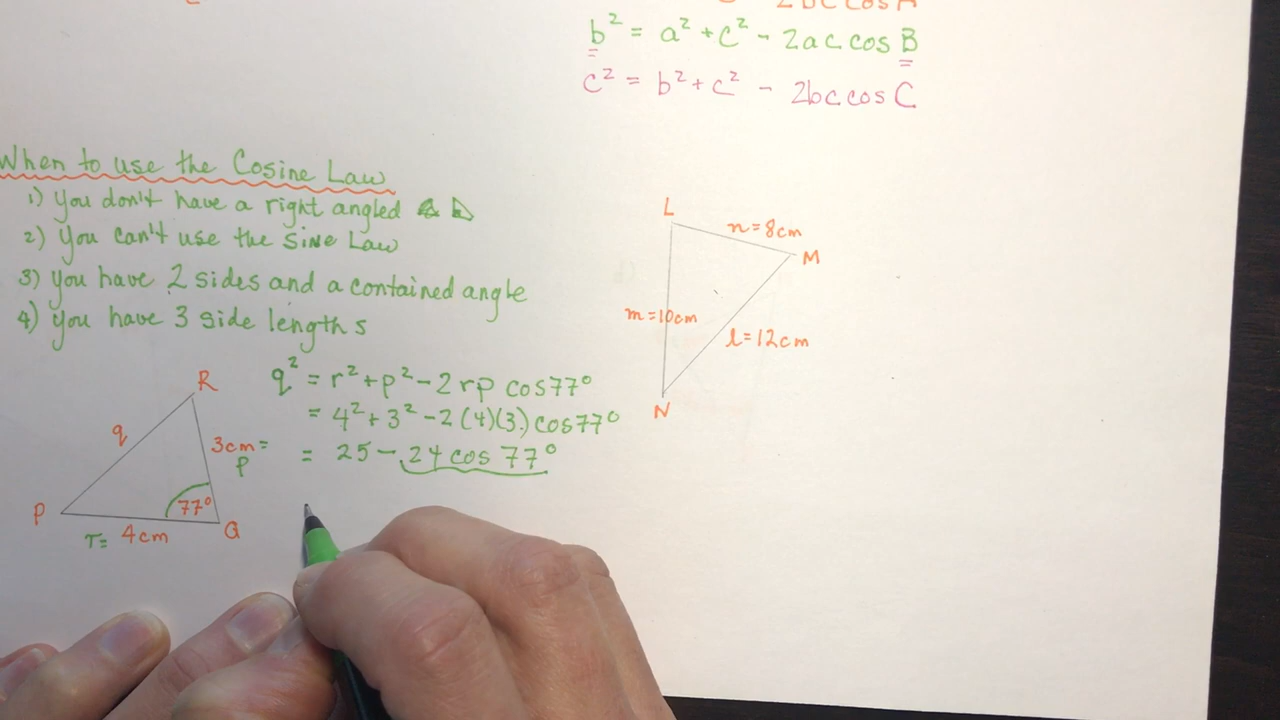 2bc cos A
b² = a² + c² - 2ac cos B
c² = b² + c² - 2bc cos C
When to use the Cosine Law
1) You don't have a right angled
2) You can't use the Sine Law
3) You have 2 sides and a contained angle
4) You have 3 side lengths
L
n=8cm
M
m=10cm
l=12cm
N
R
q
3cm=
P
77°
P
r= 4cm
Q
q² = r² + p² - 2rp cos77°
= 4² + 3² - 2(4)(3) cos77°
= 25 - 24 cos 77°